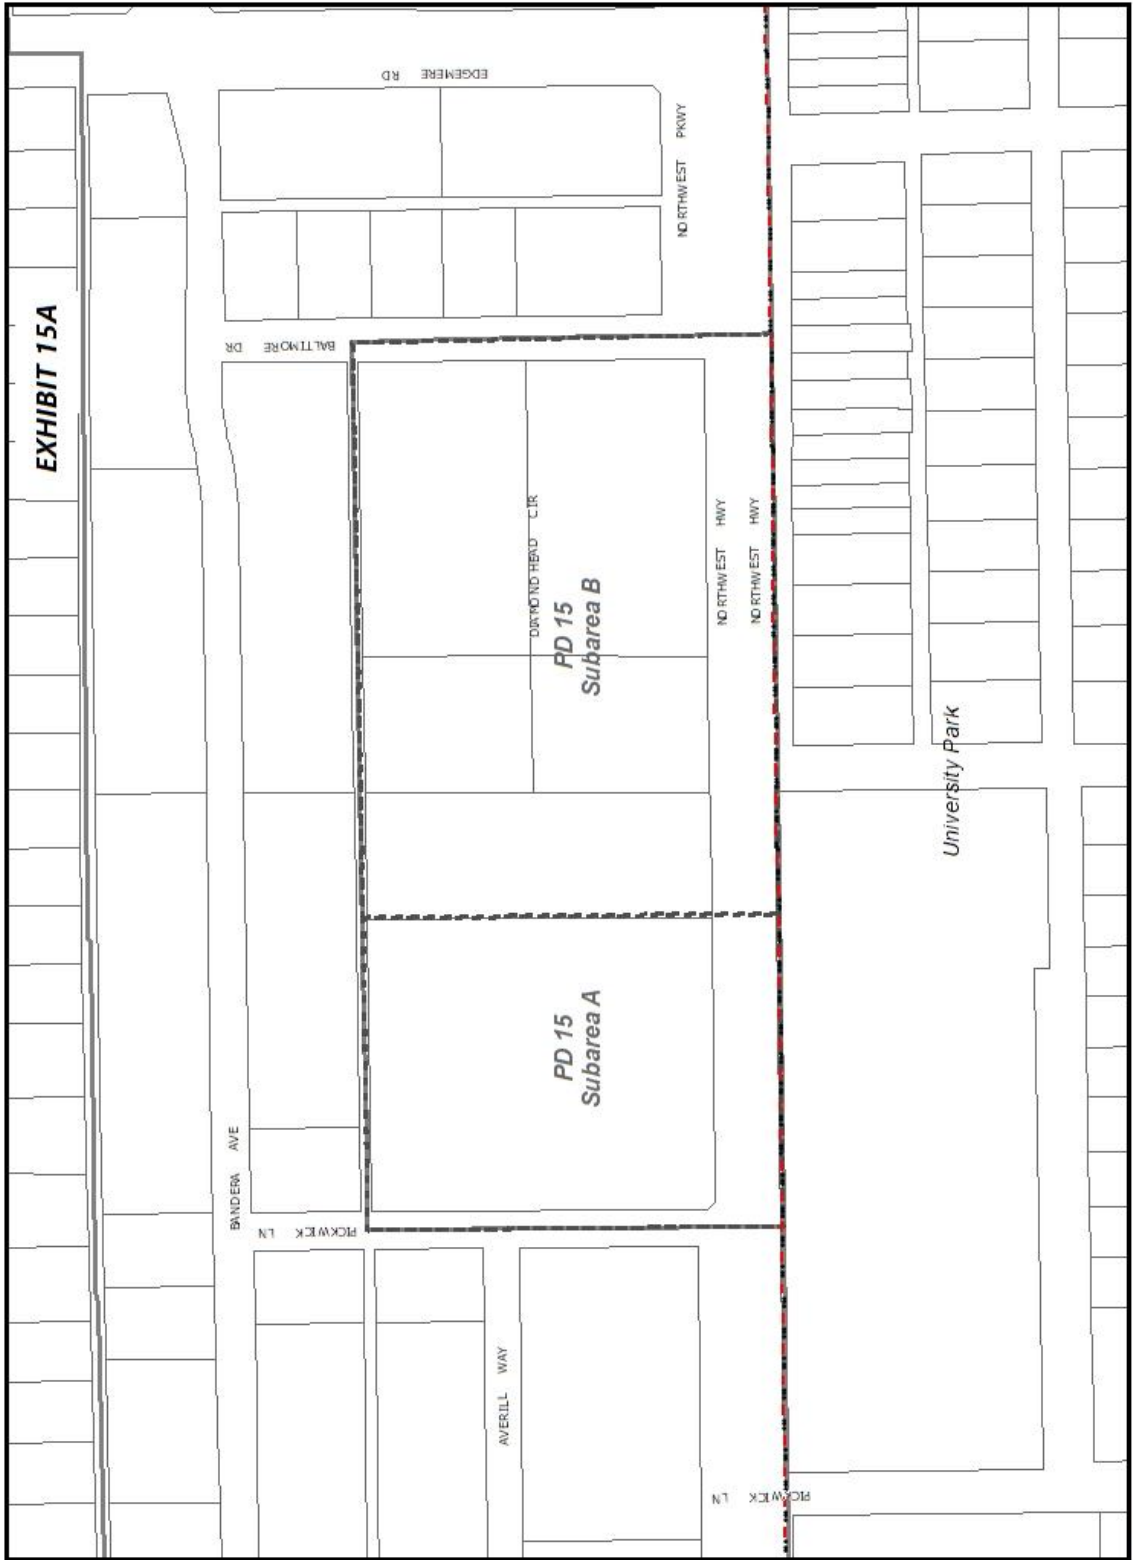 EXHIBIT 15A
EDGEMERE RD
NORTHWEST PKWY
BALTIMORE DR
DIAMOND HEAD CIR
PD 15
Subarea B
NORTHWEST HWY
NORTHWEST HWY
University Park
PD 15
Subarea A
BANDERA AVE
PICKWICK LN
AVERILL WAY
PICKWICK LN